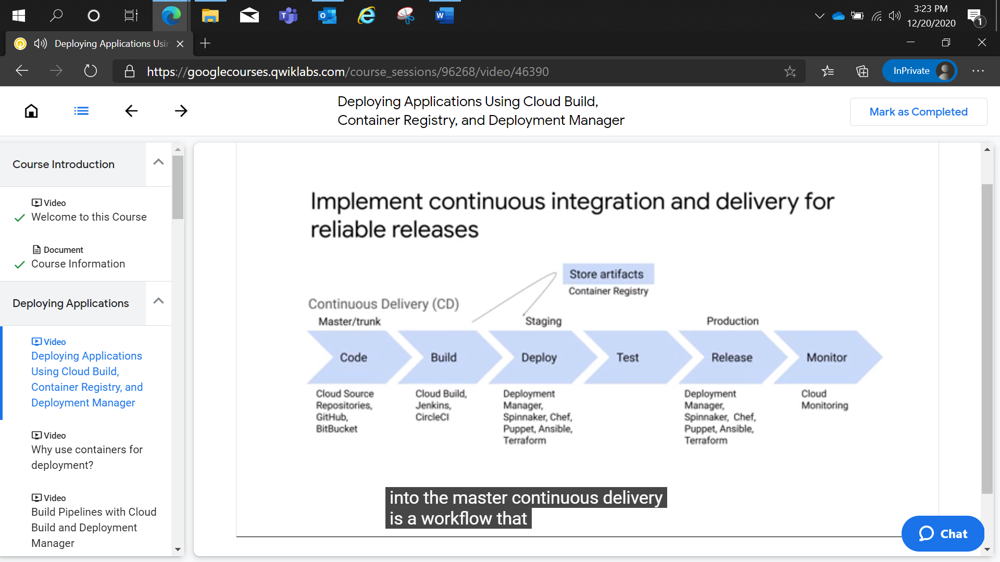 3:23 PM
12/20/2020
1
Deploying Applications Usin
https://googlecourses.qwiklabs.com/course_sessions/96268/video/46390
InPrivate
Deploying Applications Using Cloud Build,
Container Registry, and Deployment Manager
Mark as Completed
Course Introduction
Video
Welcome to this Course
Document
Course Information
Deploying Applications
Video
Deploying Applications
Using Cloud Build,
Container Registry, and
Deployment Manager
Video
Why use containers for
deployment?
Video
Build Pipelines with Cloud
Build and Deployment
Manager
Implement continuous integration and delivery for
reliable releases
Store artifacts
Container Registry
Continuous Delivery (CD)
Master/trunk
Staging
Production
Code
Build
Deploy
Test
Release
Monitor
Cloud Source
Repositories,
GitHub,
BitBucket
Cloud Build,
Jenkins,
CircleCI
Deployment
Manager,
Spinnaker, Chef,
Puppet, Ansible,
Terraform
Deployment
Manager,
Spinnaker, Chef,
Puppet, Ansible,
Terraform
Cloud
Monitoring
into the master continuous delivery
is a workflow that
Chat